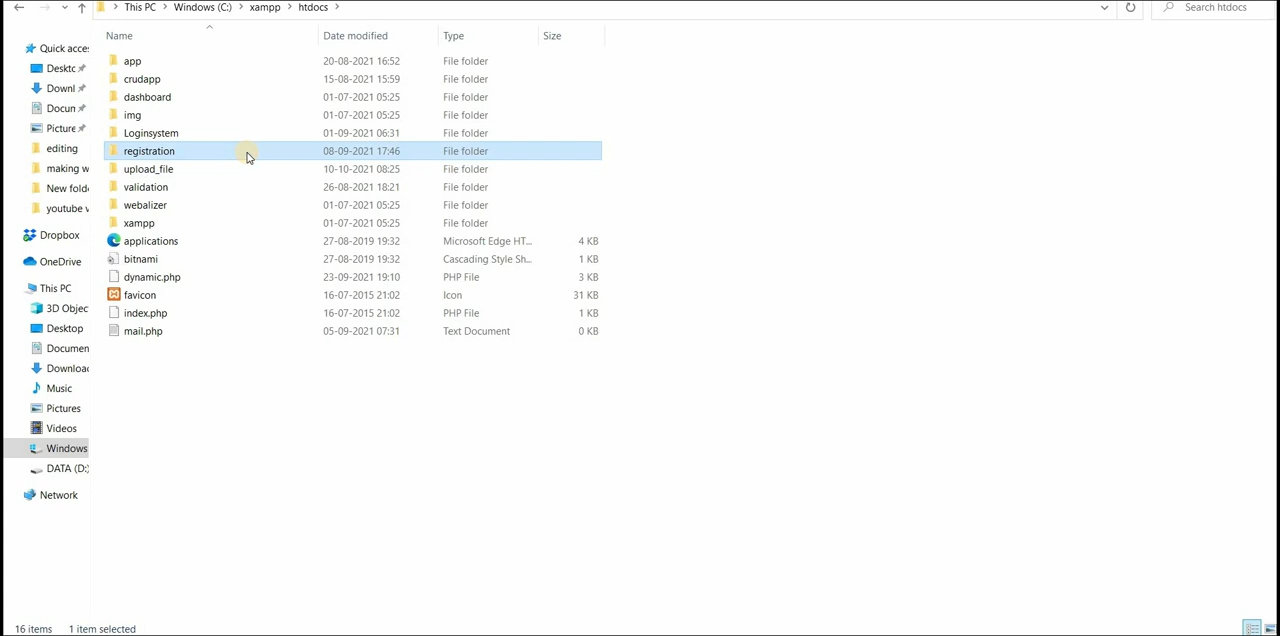 This PC > Windows (C:) > xampp > htdocs >
Search htdocs
Name Date modified Type Size
Quick acces
Desktc
Downl
Docun
Picture
editing
making w
New folde
youtube v
Dropbox
OneDrive
This PC
3D Objec
Desktop
Documen
Downloac
Music
Pictures
Videos
Windows
DATA (D:)
Network
app 20-08-2021 16:52 File folder
crudapp 15-08-2021 15:59 File folder
dashboard 01-07-2021 05:25 File folder
img 01-07-2021 05:25 File folder
Loginsystem 01-09-2021 06:31 File folder
registration 08-09-2021 17:46 File folder
upload_file 10-10-2021 08:25 File folder
validation 26-08-2021 18:21 File folder
webalizer 01-07-2021 05:25 File folder
xampp 01-07-2021 05:25 File folder
applications 27-08-2019 19:32 Microsoft Edge HT... 4 KB
bitnami 27-08-2019 19:32 Cascading Style Sh... 1 KB
dynamic.php 23-09-2021 19:10 PHP File 3 KB
favicon 16-07-2015 21:02 Icon 31 KB
index.php 16-07-2015 21:02 PHP File 1 KB
mail.php 05-09-2021 07:31 Text Document 0 KB
16 items 1 item selected